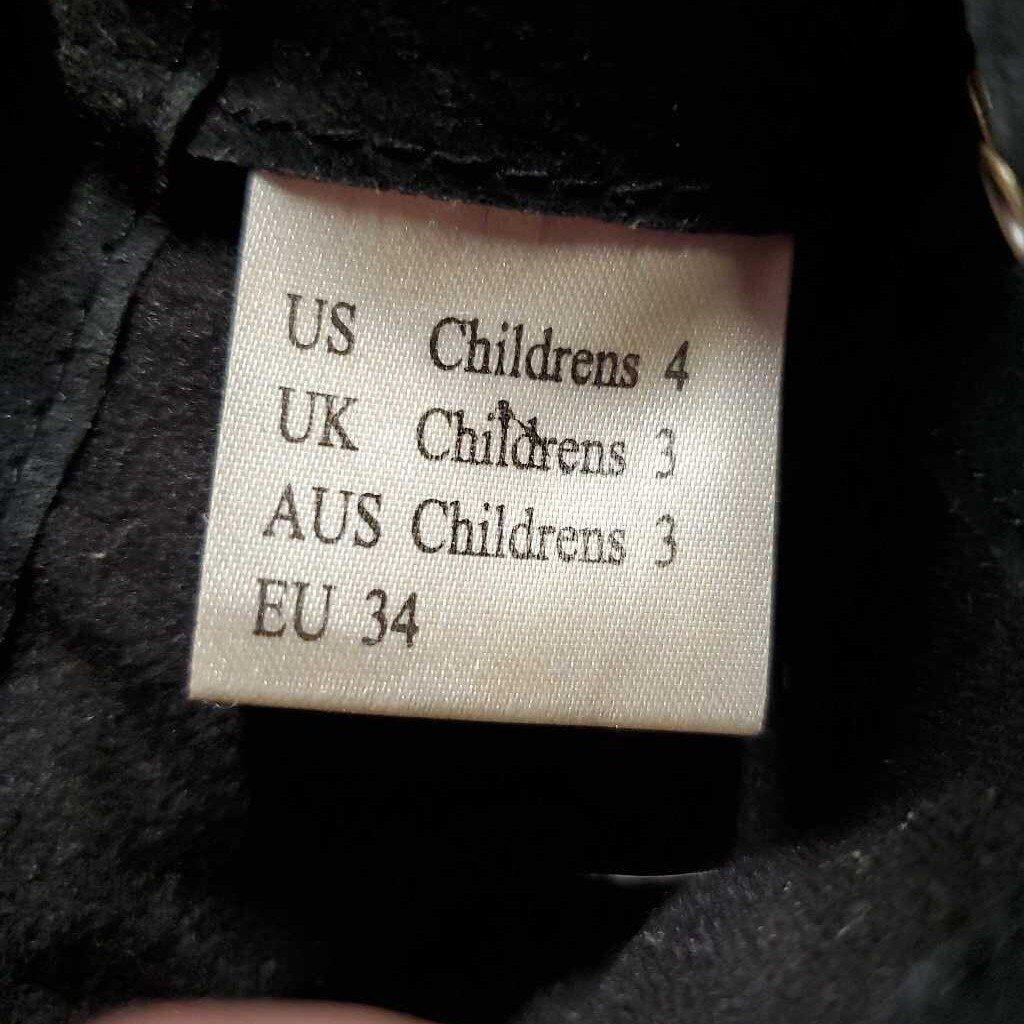 US Childrens 4
UK Childrens 3
AUS Childrens 3
EU 34